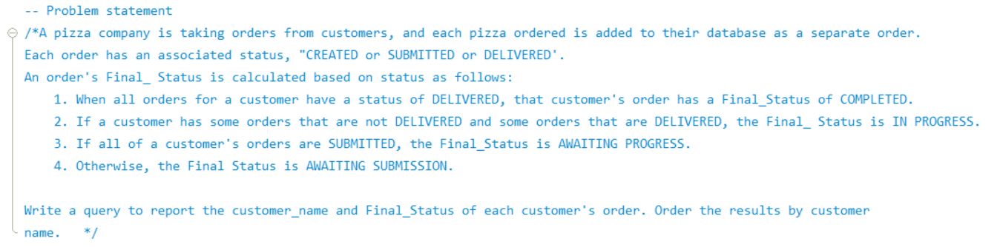 -- Problem statement
/*A pizza company is taking orders from customers, and each pizza ordered is added to their database as a separate order.
Each order has an associated status, "CREATED or SUBMITTED or DELIVERED'.
An order's Final_ Status is calculated based on status as follows:
1. When all orders for a customer have a status of DELIVERED, that customer's order has a Final_Status of COMPLETED.
2. If a customer has some orders that are not DELIVERED and some orders that are DELIVERED, the Final_ Status is IN PROGRESS.
3. If all of a customer's orders are SUBMITTED, the Final_Status is AWAITING PROGRESS.
4. Otherwise, the Final Status is AWAITING SUBMISSION.
Write a query to report the customer_name and Final_Status of each customer's order. Order the results by customer
name.   */